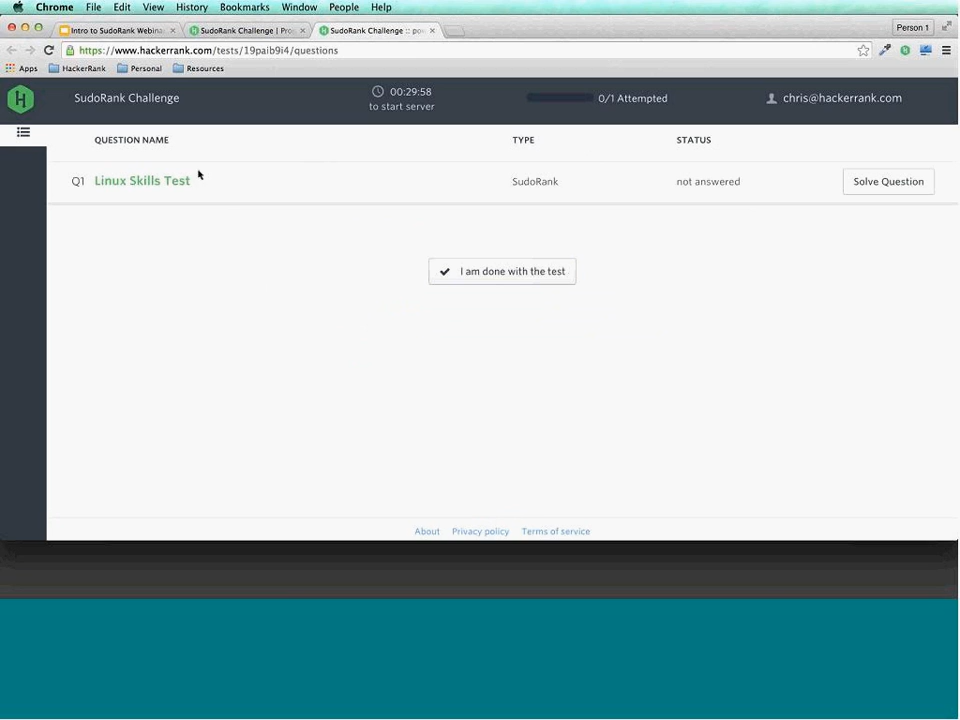 Chrome File Edit View History Bookmarks Window People Help
Intro to SudoRank Webina
SudoRank Challenge | Pro
SudoRank Challenge :: po
Person 1
https://www.hackerrank.com/tests/19paib9i4/questions
Apps HackerRank Personal Resources
H
SudoRank Challenge
00:29:58
to start server
0/1 Attempted
chris@hackerrank.com
QUESTION NAME TYPE STATUS
Q1 Linux Skills Test SudoRank not answered Solve Question
I am done with the test
About Privacy policy Terms of service